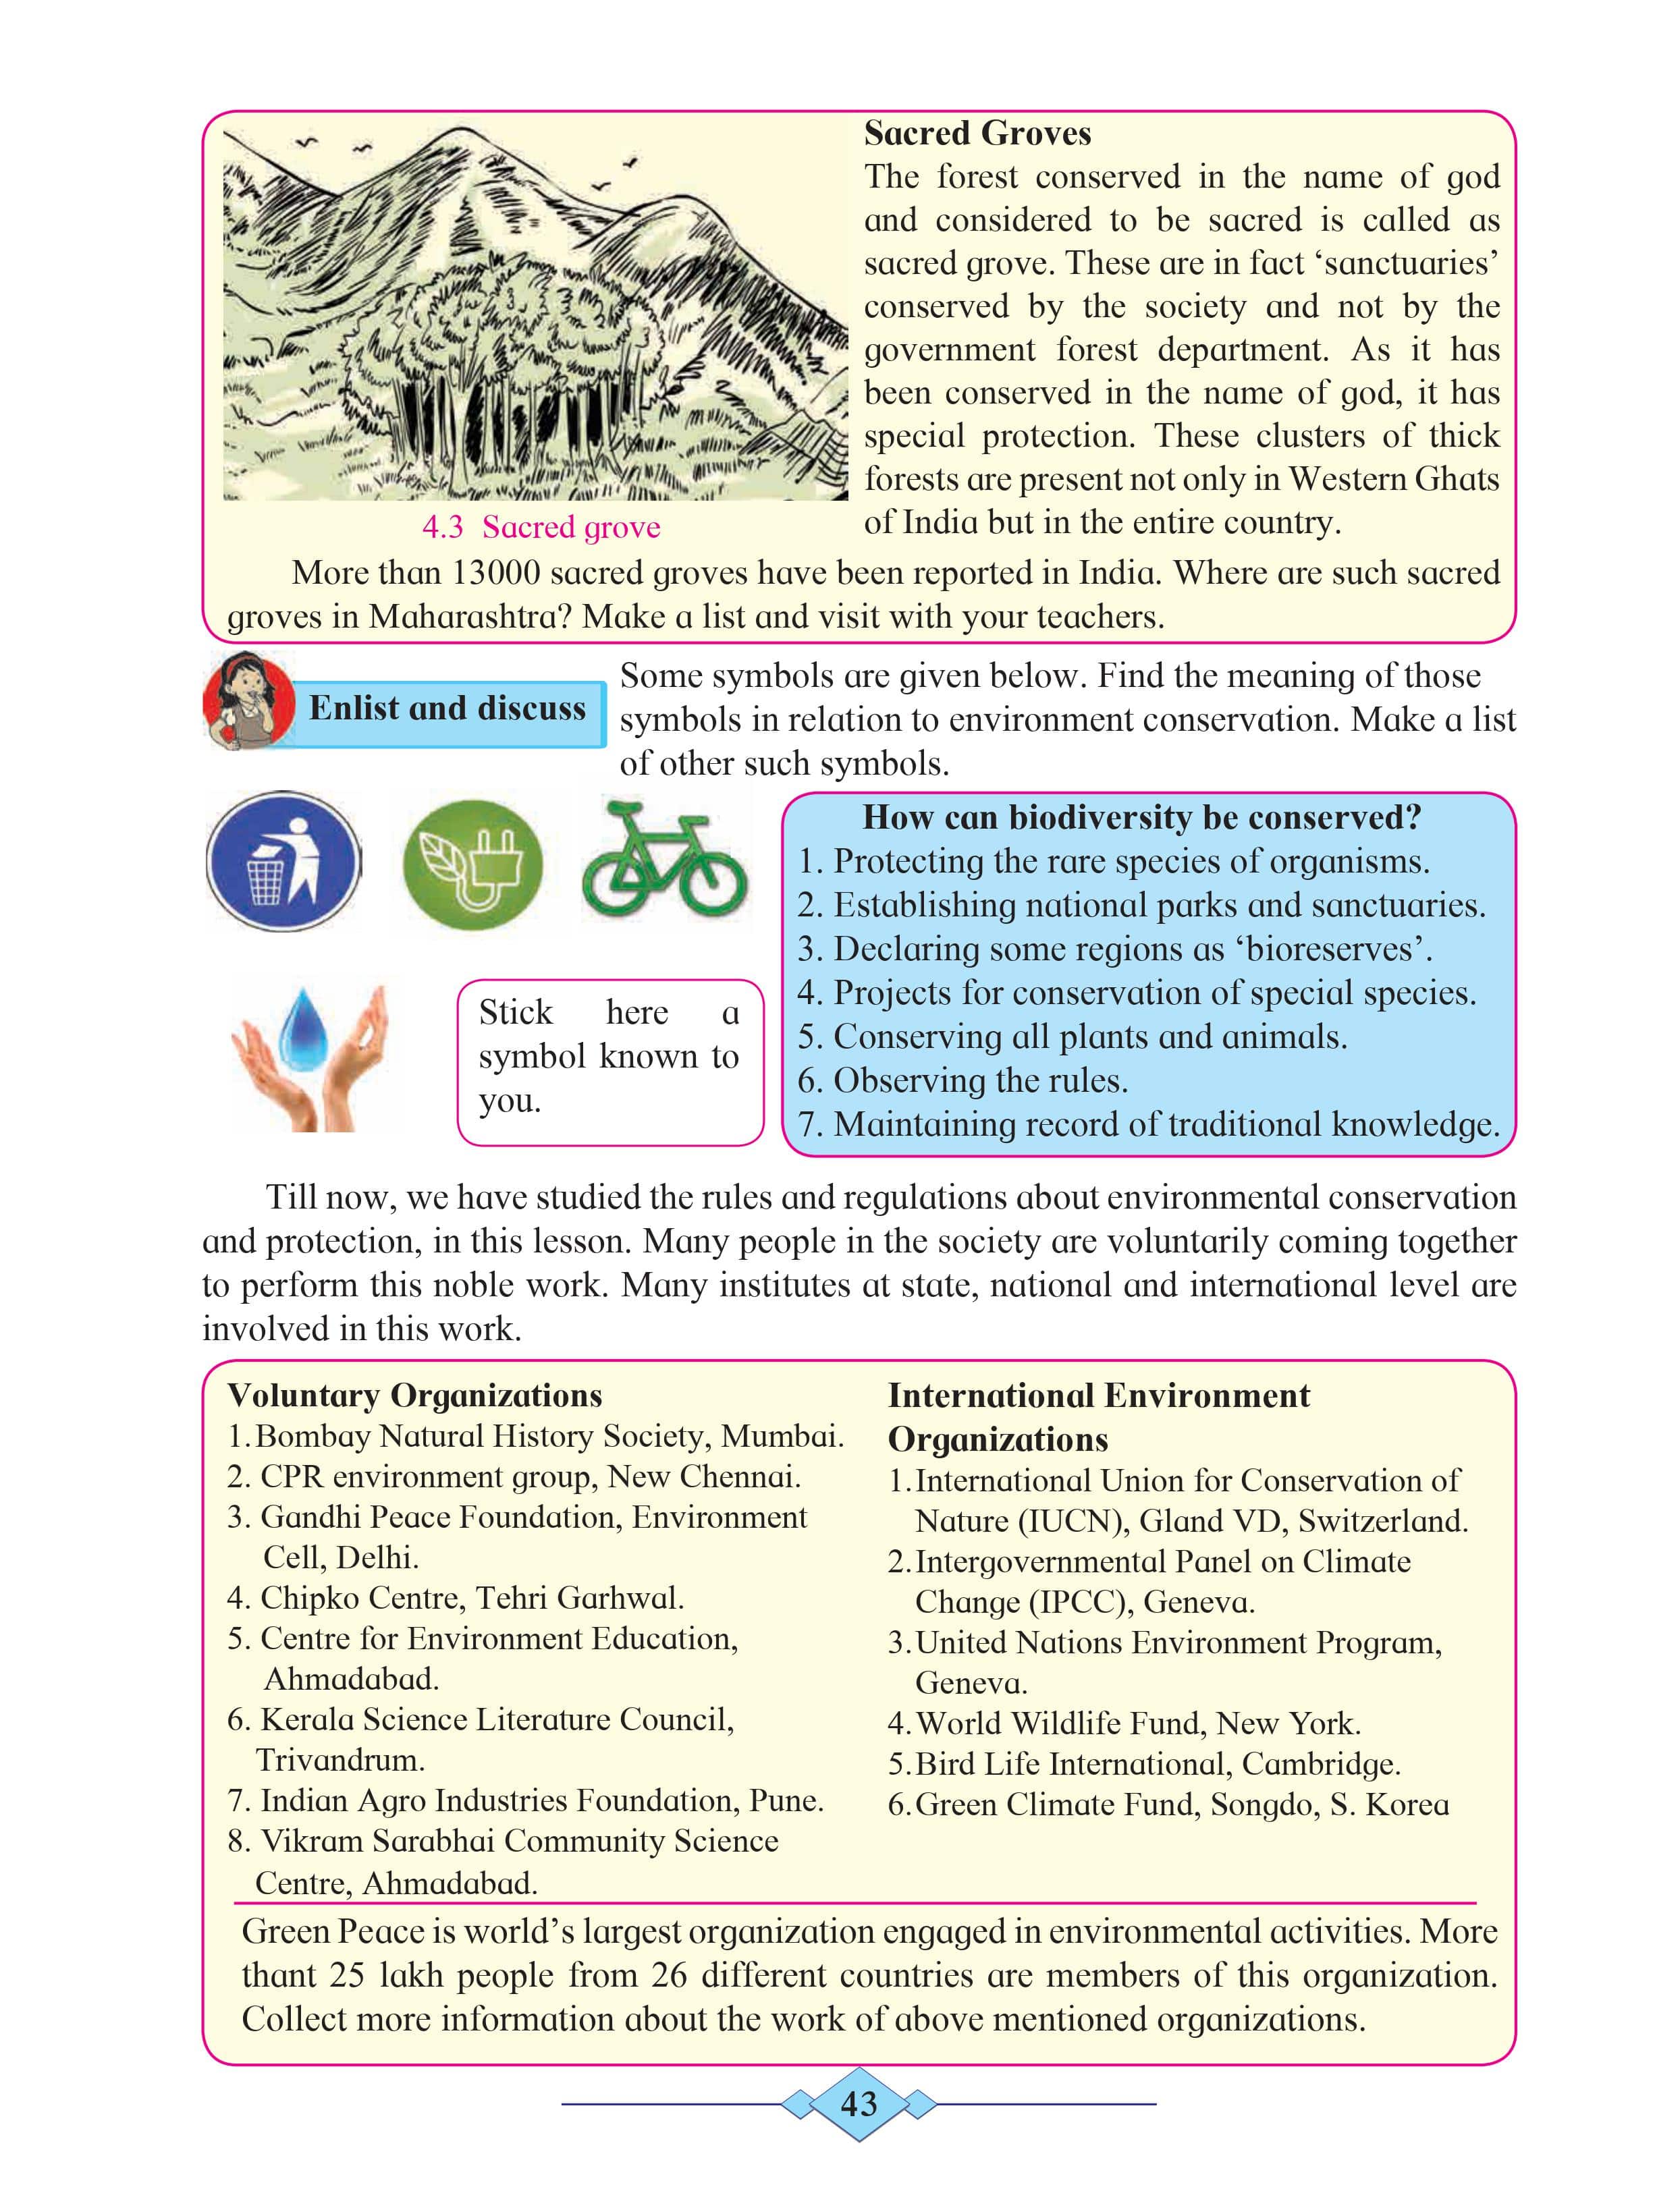 Sacred Groves
The forest conserved in the name of god
and considered to be sacred is called as
sacred grove. These are in fact ‘sanctuaries’
conserved by the society and not by the
government forest department. As it has
been conserved in the name of god, it has
special protection. These clusters of thick
forests are present not only in Western Ghats
of India but in the entire country.
4.3 Sacred grove
More than 13000 sacred groves have been reported in India. Where are such sacred
groves in Maharashtra? Make a list and visit with your teachers.
Enlist and discuss
Some symbols are given below. Find the meaning of those
symbols in relation to environment conservation. Make a list
of other such symbols.
Stick here a
symbol known to
you.
How can biodiversity be conserved?
1. Protecting the rare species of organisms.
2. Establishing national parks and sanctuaries.
3. Declaring some regions as ‘bioreserves’.
4. Projects for conservation of special species.
5. Conserving all plants and animals.
6. Observing the rules.
7. Maintaining record of traditional knowledge.
Till now, we have studied the rules and regulations about environmental conservation
and protection, in this lesson. Many people in the society are voluntarily coming together
to perform this noble work. Many institutes at state, national and international level are
involved in this work.
Voluntary Organizations
1.Bombay Natural History Society, Mumbai.
2. CPR environment group, New Chennai.
3. Gandhi Peace Foundation, Environment
Cell, Delhi.
4. Chipko Centre, Tehri Garhwal.
5. Centre for Environment Education,
Ahmadabad.
6. Kerala Science Literature Council,
Trivandrum.
7. Indian Agro Industries Foundation, Pune.
8. Vikram Sarabhai Community Science
Centre, Ahmadabad.
International Environment
Organizations
1.International Union for Conservation of
Nature (IUCN), Gland VD, Switzerland.
2.Intergovernmental Panel on Climate
Change (IPCC), Geneva.
3.United Nations Environment Program,
Geneva.
4.World Wildlife Fund, New York.
5.Bird Life International, Cambridge.
6.Green Climate Fund, Songdo, S. Korea
Green Peace is world’s largest organization engaged in environmental activities. More
thant 25 lakh people from 26 different countries are members of this organization.
Collect more information about the work of above mentioned organizations.
43